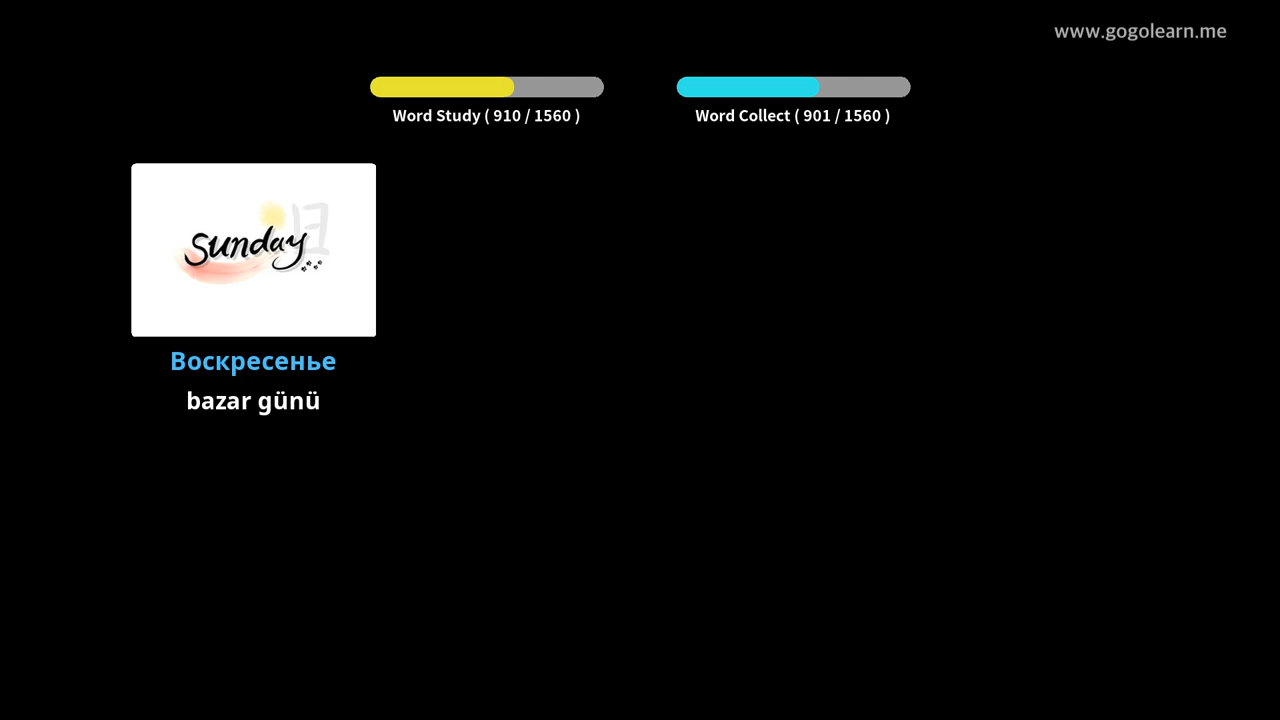 www.gogolearn.me
Word Study ( 910 / 1560 )
Word Collect ( 901 / 1560 )
Sunday
Воскресенье
bazar günü